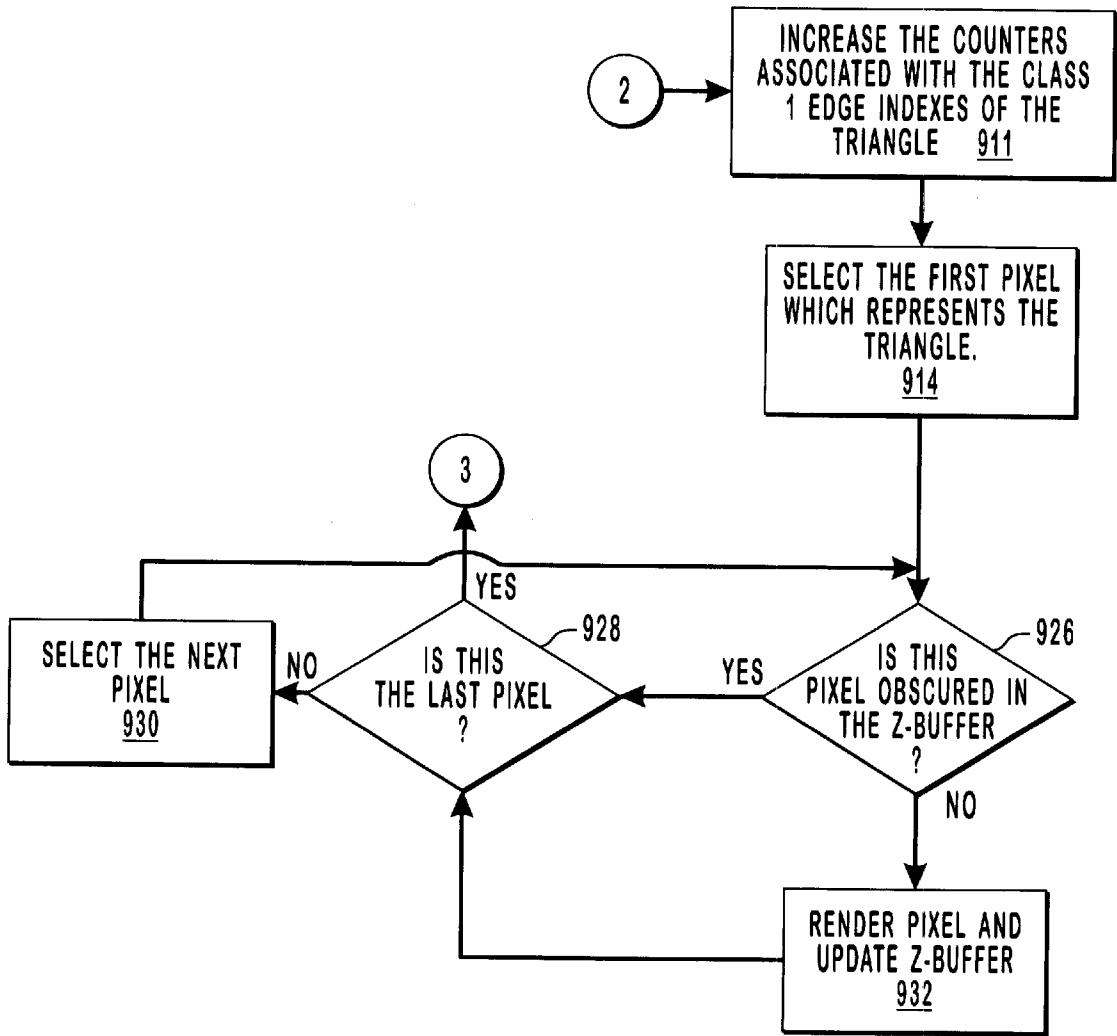 INCREASE THE COUNTERS
ASSOCIATED WITH THE CLASS
1 EDGE INDEXES OF THE
TRIANGLE 911
2
SELECT THE FIRST PIXEL
WHICH REPRESENTS THE
TRIANGLE.
914
3
YES
928
926
SELECT THE NEXT
PIXEL
930
NO
IS THIS
THE LAST PIXEL
?
YES
IS THIS
PIXEL OBSCURED IN
THE Z-BUFFER
?
NO
RENDER PIXEL AND
UPDATE Z-BUFFER
932